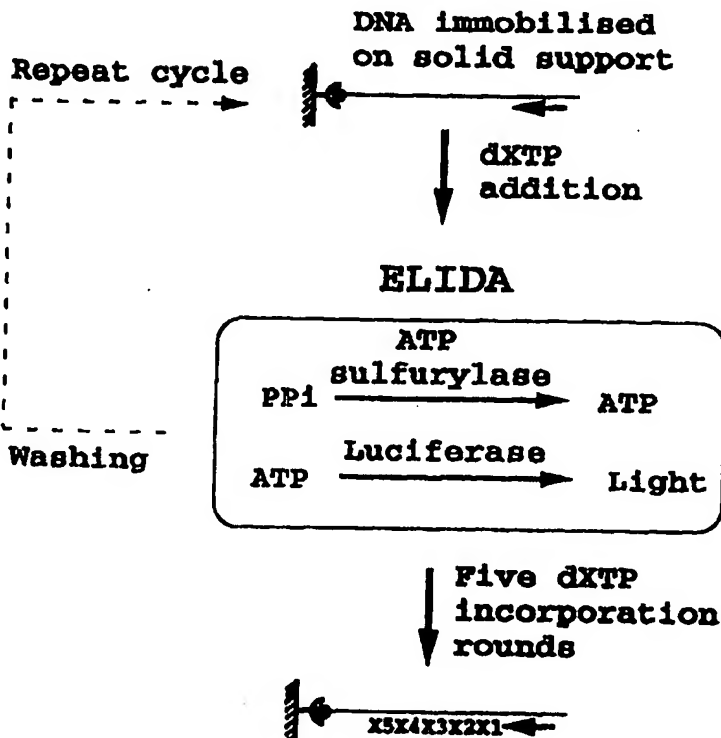 DNA immobilised
on solid support
Repeat cycle
dXTP
addition
ELIDA
ATP
sulfurylase
PPi
ATP
Luciferase
ATP
Light
Washing
Five dXTP
incorporation
rounds
X5X4X3X2X1